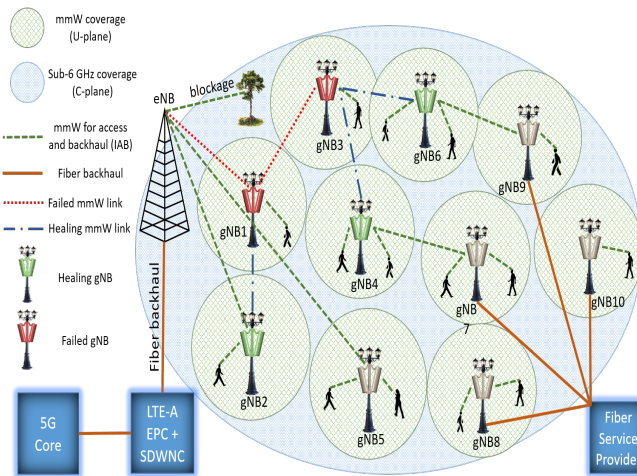 mmW coverage
(U-plane)
Sub-6 GHz coverage
(C-plane)
mmW for access
and backhaul (IAB)
Fiber backhaul
Failed mmW link
Healing mmW link
Healing gNB
Failed gNB
eNB
blockage
gNB3
gNB6
gNB9
gNB1
gNB4
gNB
7
gNB10
gNB2
gNB5
gNB8
Fiber backhaul
5G
Core
LTE-A
EPC +
SDWNC
Fiber
Service
Provide